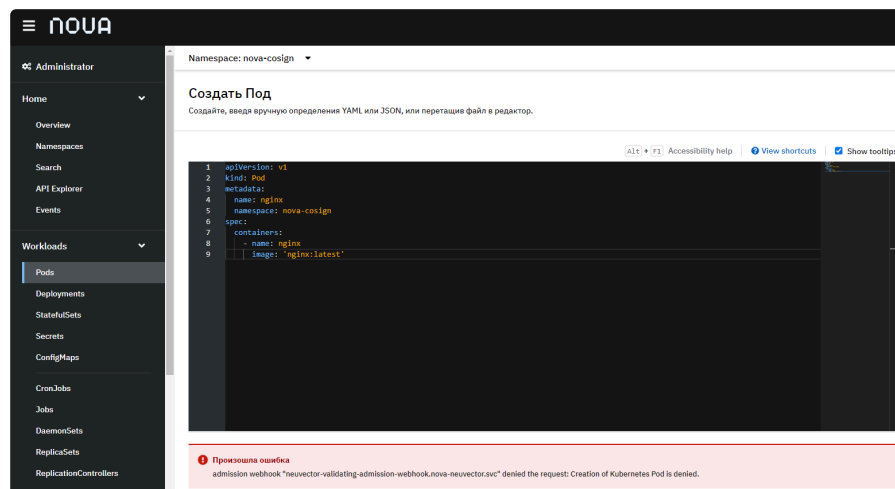 NOVA
Administrator
Namespace: nova-cosign
Home
Overview
Namespaces
Search
API Explorer
Events
Workloads
Pods
Deployments
StatefulSets
Secrets
ConfigMaps
CronJobs
Jobs
DaemonSets
ReplicaSets
ReplicationControllers
Создать Под
Создайте, введя вручную определения YAML или JSON, или перетащив файл в редактор.
Alt + F1 Accessibility help View shortcuts Show tooltips
1 apiVersion: v1
2 kind: Pod
3 metadata:
4 name: nginx
5 namespace: nova-cosign
6 spec:
7 containers:
8 - name: nginx
9 image: 'nginx:latest'
Произошла ошибка
admission webhook "neuvector-validating-admission-webhook.nova-neuvector.svc" denied the request: Creation of Kubernetes Pod is denied.